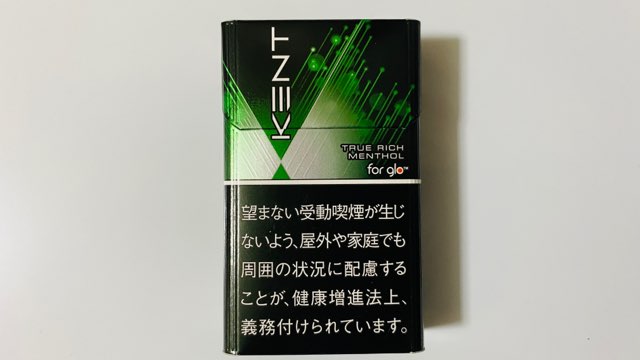 KENT
TRUE RICH
MENTHOL
for glo™
望まない受動喫煙が生じ
ないよう、屋外や家庭でも
周囲の状況に配慮する
ことが、健康増進法上、
義務付けられています。